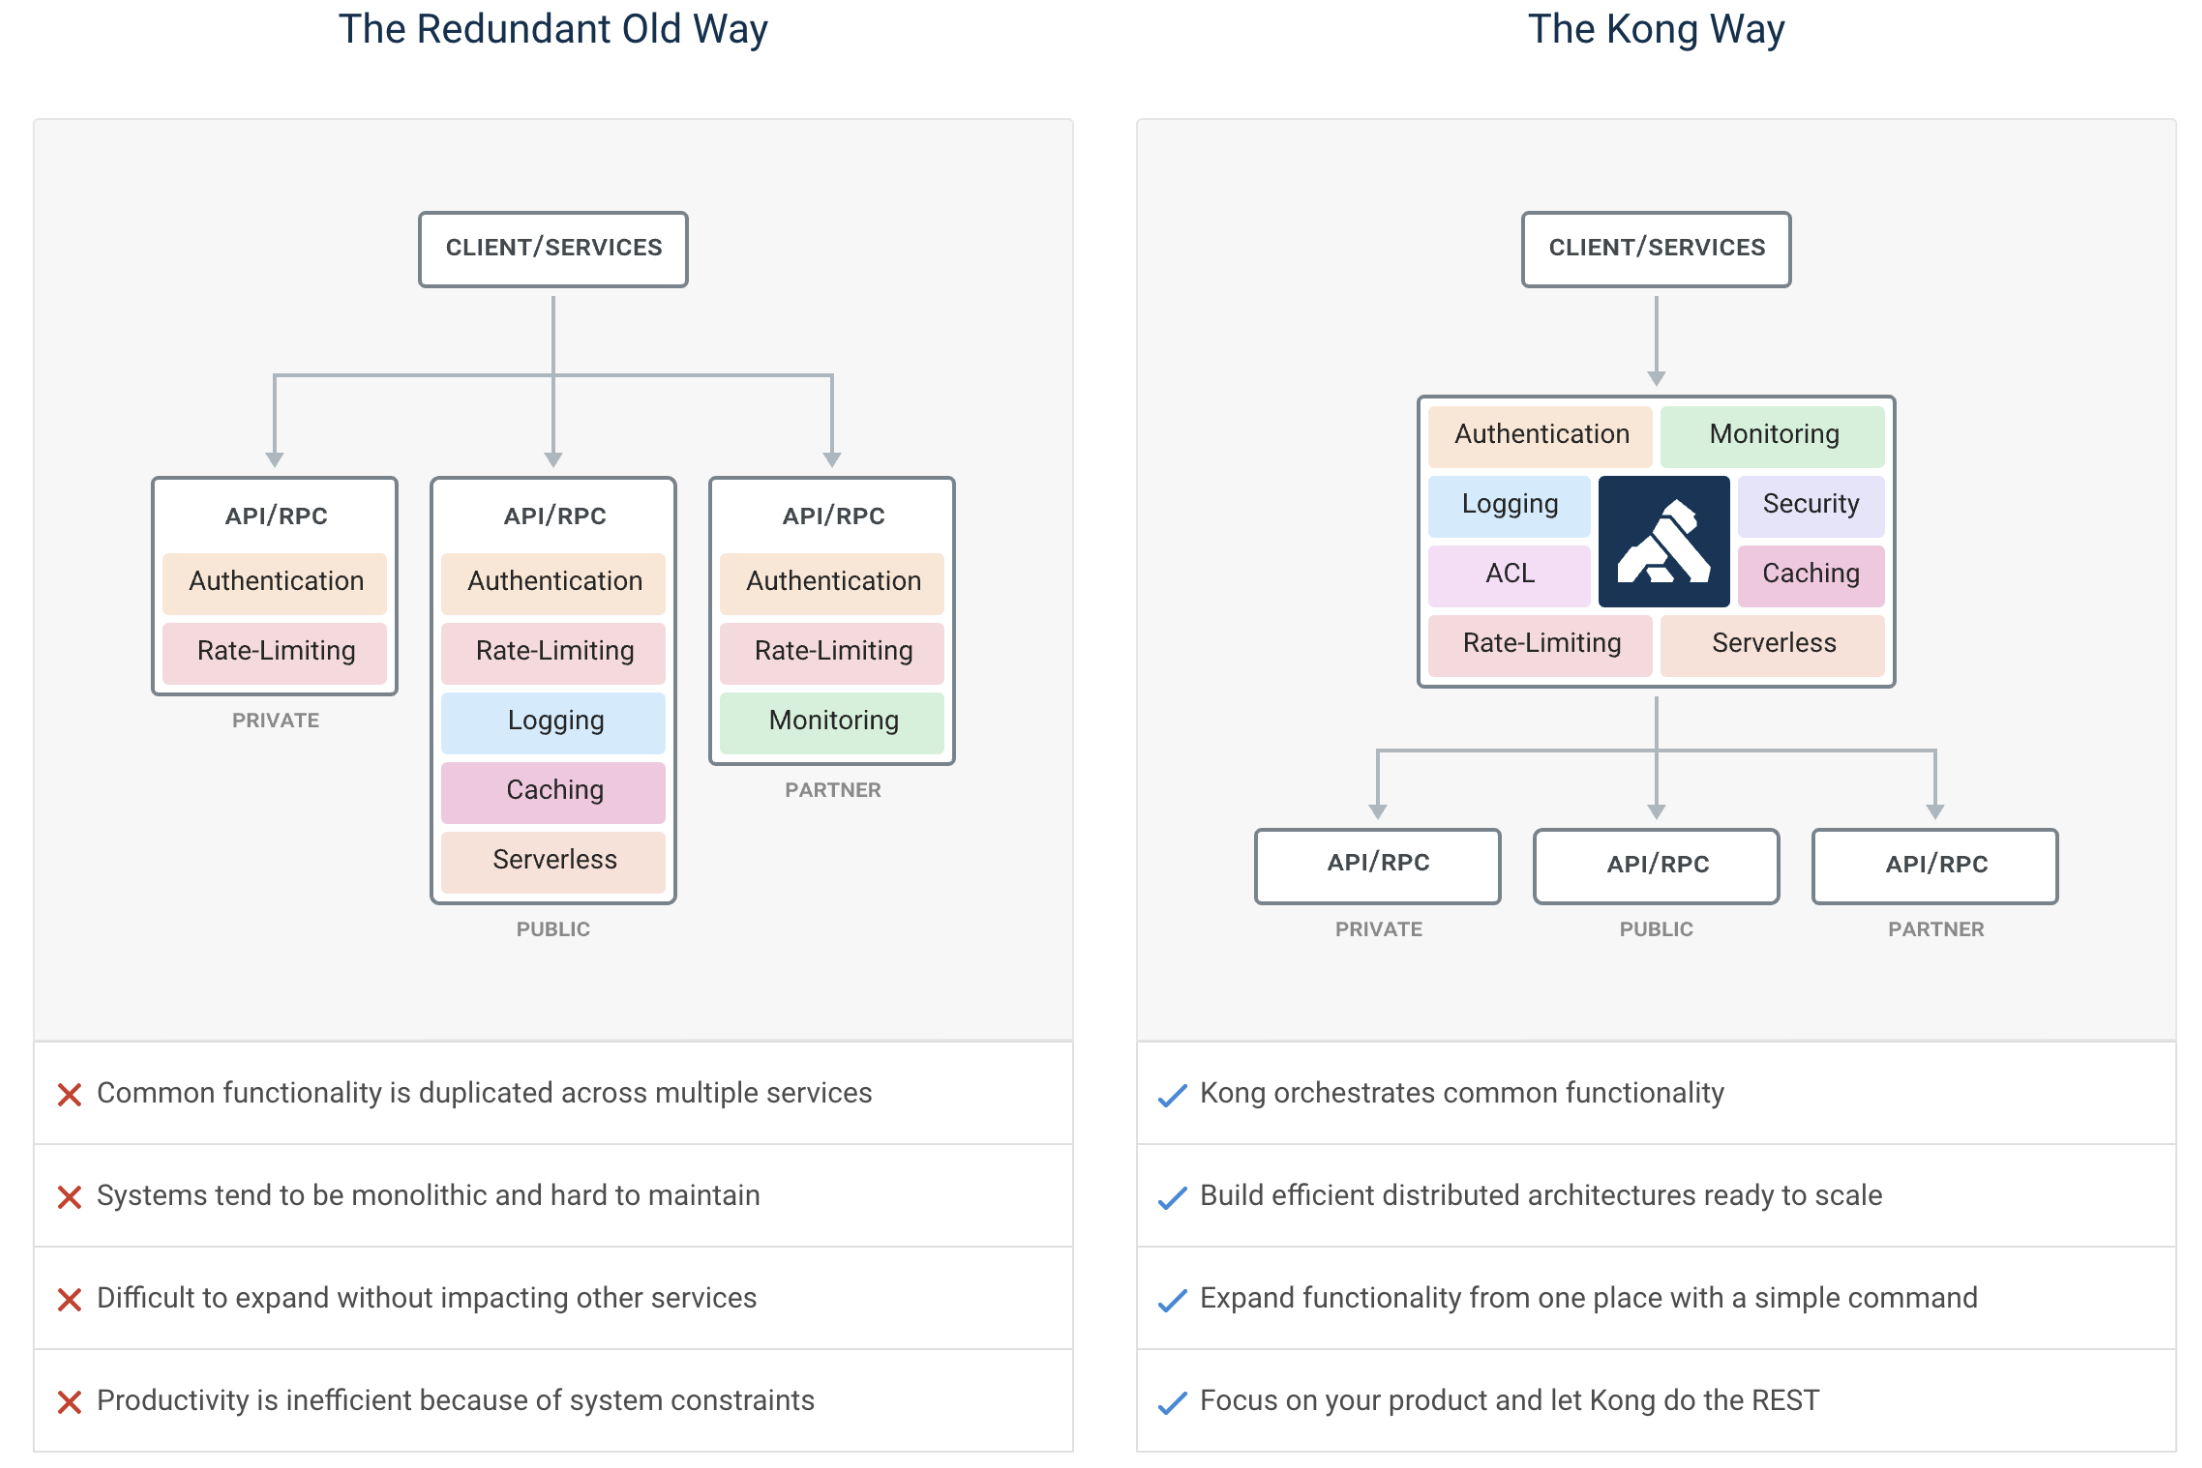 The Redundant Old Way
CLIENT/SERVICES
API/RPC
Authentication
Rate-Limiting
PRIVATE
API/RPC
Authentication
Rate-Limiting
Logging
Caching
Serverless
PUBLIC
API/RPC
Authentication
Rate-Limiting
Monitoring
PARTNER
Common functionality is duplicated across multiple services
Systems tend to be monolithic and hard to maintain
Difficult to expand without impacting other services
Productivity is inefficient because of system constraints
The Kong Way
CLIENT/SERVICES
Authentication
Monitoring
Logging
Security
ACL
Caching
Rate-Limiting
Serverless
API/RPC
PRIVATE
API/RPC
PUBLIC
API/RPC
PARTNER
Kong orchestrates common functionality
Build efficient distributed architectures ready to scale
Expand functionality from one place with a simple command
Focus on your product and let Kong do the REST